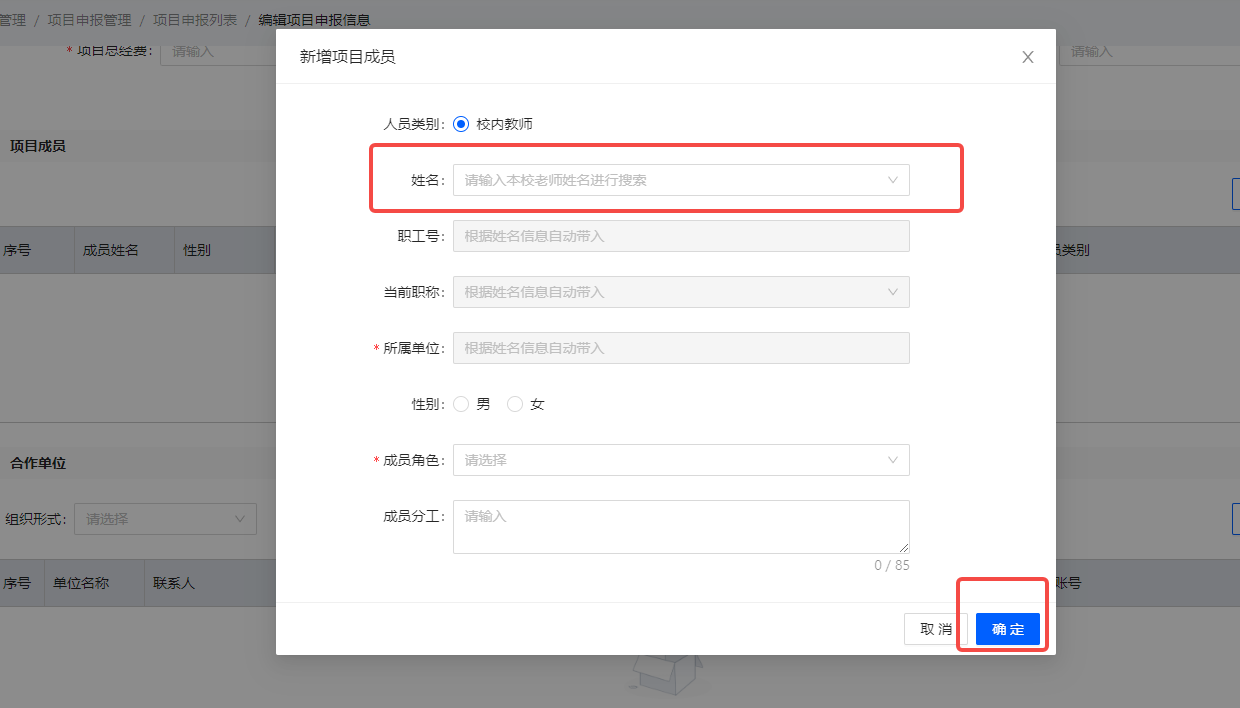 管理 / 项目申报管理 / 项目申报列表 / 编辑项目申报信息
* 项目总经费: 请输入
请输入
新增项目成员
人员类别: 校内教师
项目成员
姓名: 请输入本校老师姓名进行搜索
职工号: 根据姓名信息自动带入
序号 成员姓名 性别
员类别
当前职称: 根据姓名信息自动带入
* 所属单位: 根据姓名信息自动带入
性别: 男 女
* 成员角色: 请选择
合作单位
成员分工: 请输入
组织形式: 请选择
0 / 85
序号 单位名称 联系人
账号
取 消 确 定